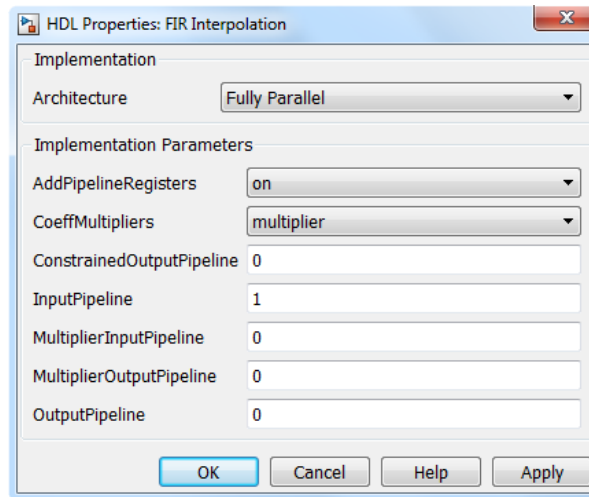 HDL Properties: FIR Interpolation
Implementation
Architecture Fully Parallel
Implementation Parameters
AddPipelineRegisters on
CoeffMultipliers multiplier
ConstrainedOutputPipeline 0
InputPipeline 1
MultiplierInputPipeline 0
MultiplierOutputPipeline 0
OutputPipeline 0
OK Cancel Help Apply